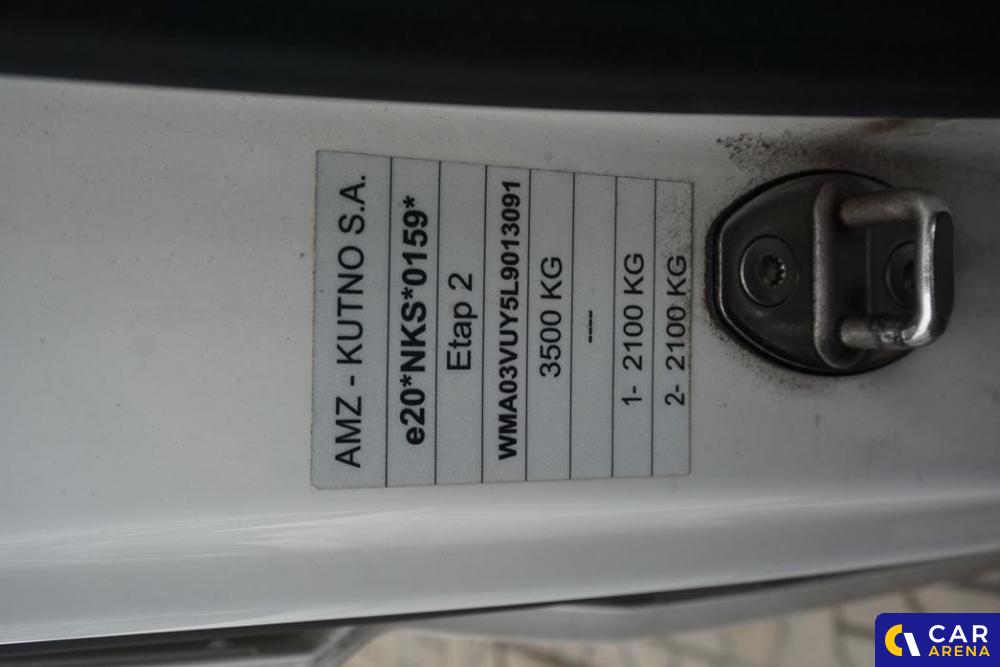 AMZ - KUTNO S.A.
e20*NKS*0159*
Etap 2
WMA03VUY5L9013091
3500 KG
----
1- 2100 KG
2- 2100 KG
CAR
ARENA